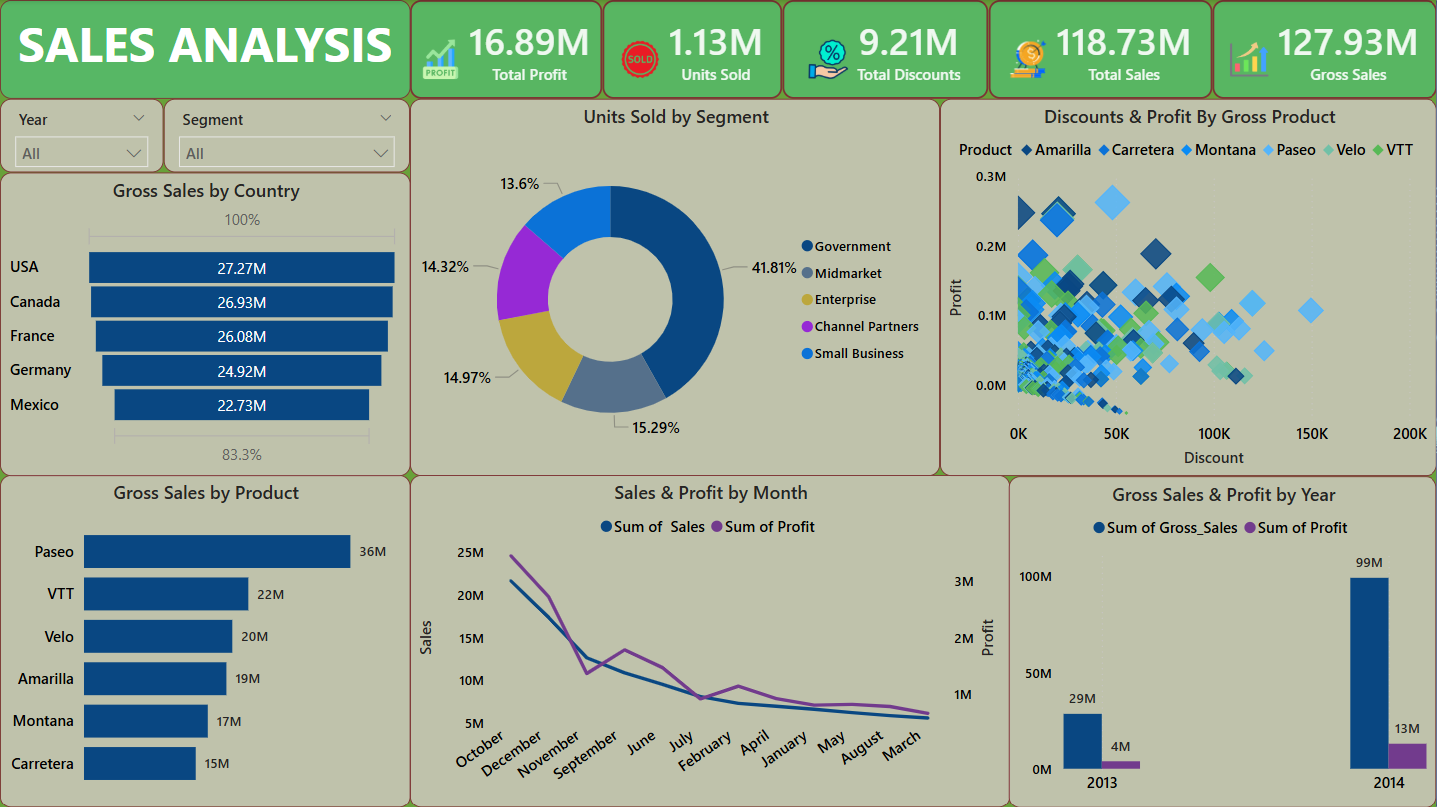 SALES ANALYSIS
PROFIT
16.89M
Total Profit
SOLD
1.13M
Units Sold
%
9.21M
Total Discounts
118.73M
Total Sales
127.93M
Gross Sales
Year
All
Segment
All
Gross Sales by Country
100%
USA 27.27M
Canada 26.93M
France 26.08M
Germany 24.92M
Mexico 22.73M
83.3%
Units Sold by Segment
13.6%
14.32%
41.81%
14.97%
15.29%
Government
Midmarket
Enterprise
Channel Partners
Small Business
Discounts & Profit By Gross Product
Product Amarilla Carretera Montana Paseo Velo VTT
0.3M
0.2M
0.1M
0.0M
Profit
0K 50K 100K 150K 200K
Discount
Gross Sales by Product
Paseo 36M
VTT 22M
Velo 20M
Amarilla 19M
Montana 17M
Carretera 15M
Sales & Profit by Month
Sum of Sales Sum of Profit
25M
20M
15M
10M
5M
Sales
3M
2M
1M
Profit
October December November September June July February April January May August March
Gross Sales & Profit by Year
Sum of Gross_Sales Sum of Profit
100M
50M
0M
29M
4M
99M
13M
2013 2014